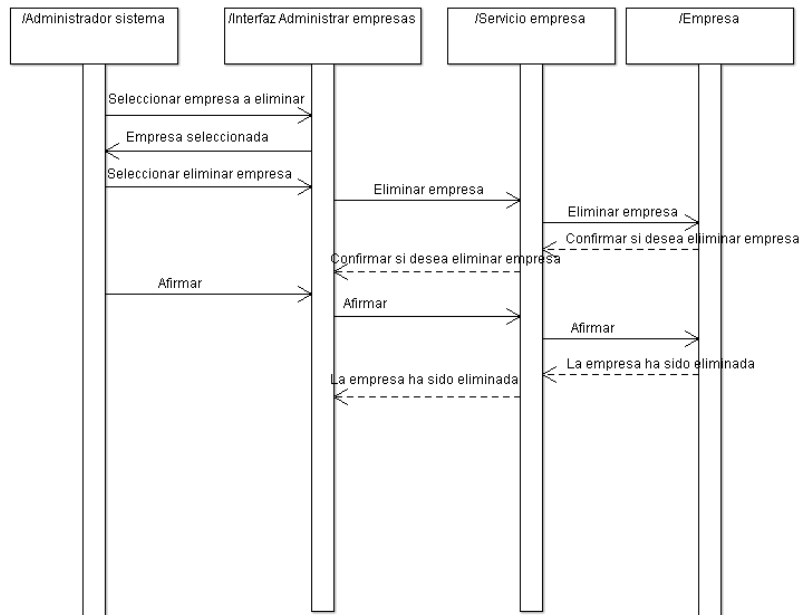 /Administrador sistema
/Interfaz Administrar empresas
/Servicio empresa
/Empresa
Seleccionar empresa a eliminar
Empresa seleccionada
Seleccionar eliminar empresa
Eliminar empresa
Eliminar empresa
Confirmar si desea eliiminar empresa
Confirmar si desea eliminar empresa
Afirmar
Afirmar
Afirmar
La empresa ha sido eliminada
La empresa ha sido eliminada